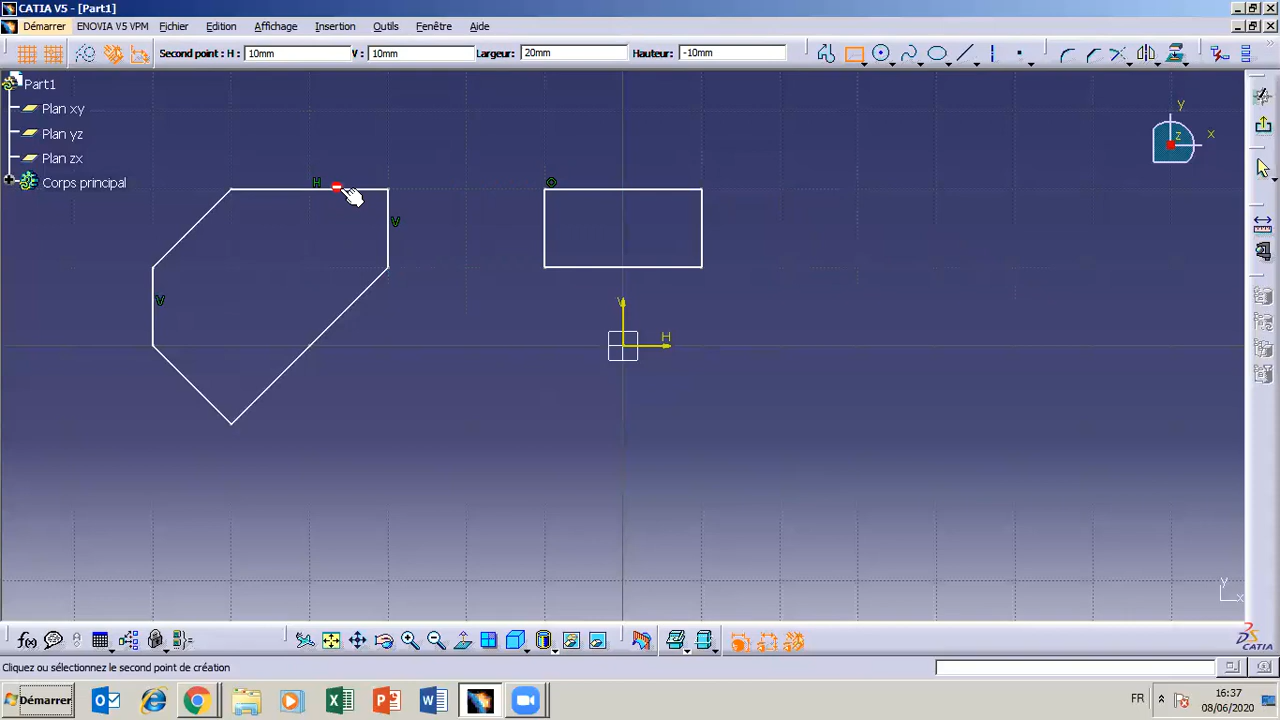 CATIA V5 - [Part1]
Démarrer ENOVIA V5 VPM Fichier Edition Affichage Insertion Outils Fenêtre Aide
Second point : H : 10mm V : 10mm Largeur: 20mm Hauteur: -10mm
Part1
Plan xy
Plan yz
Plan zx
Corps principal
H
V
V
V
H
y
x
z
y
x
f(x)
CATIA
Cliquez ou sélectionnez le second point de création
Démarrer
FR
16:37
08/06/2020